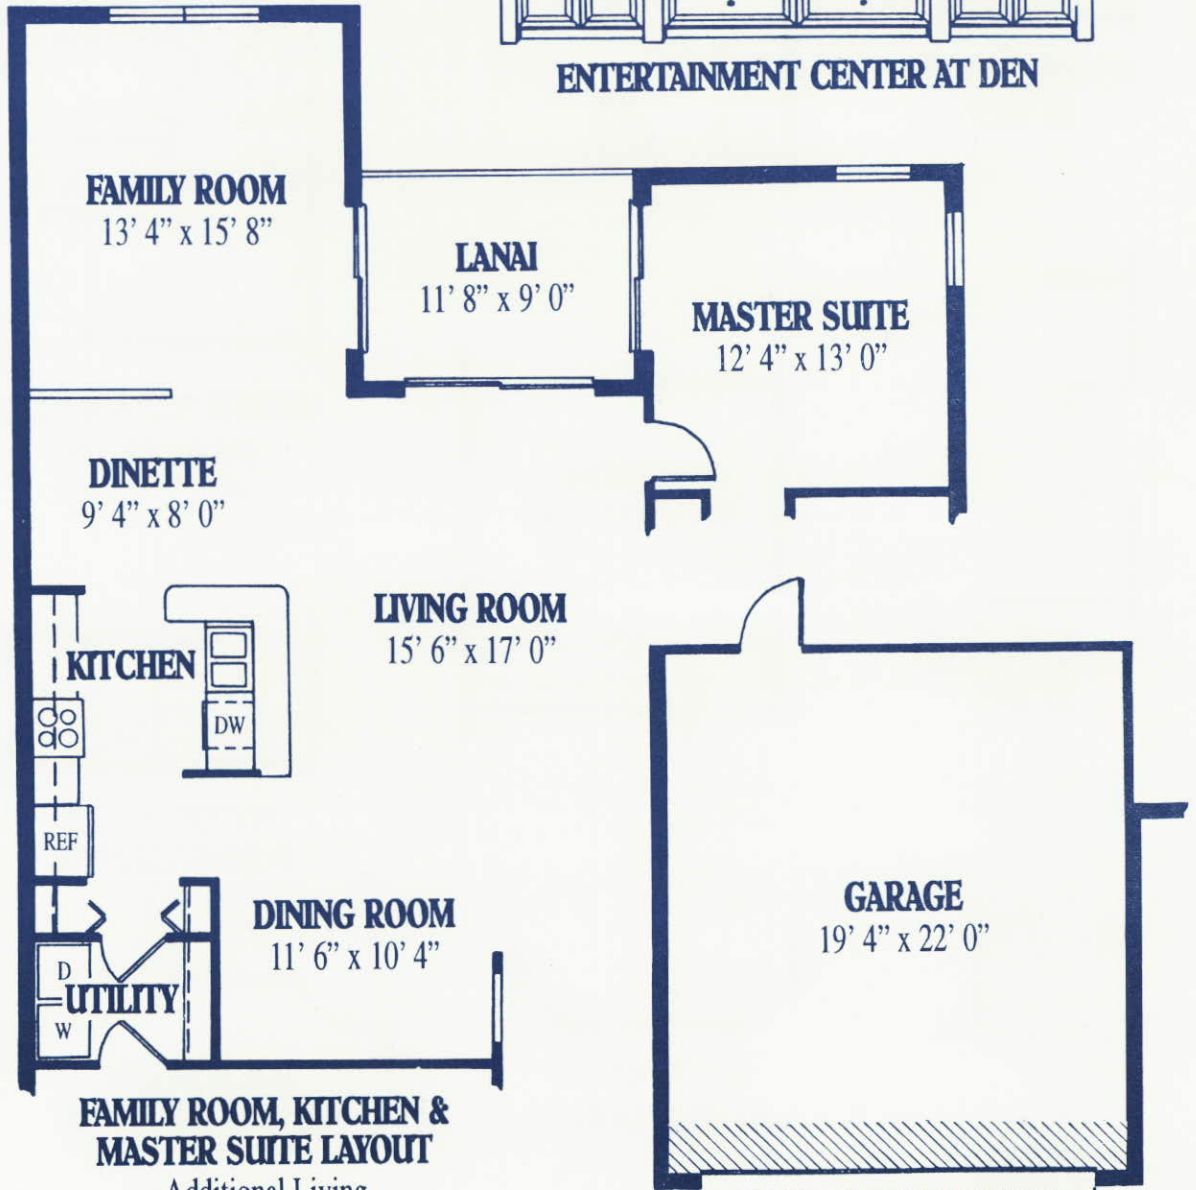 ENTERTAINMENT CENTER AT DEN
FAMILY ROOM
13' 4" x 15' 8"
LANAI
11' 8" x 9' 0"
MASTER SUITE
12' 4" x 13' 0"
DINETTE
9' 4" x 8' 0"
LIVING ROOM
15' 6" x 17' 0"
KITCHEN
DW
REF
DINING ROOM
11' 6" x 10' 4"
GARAGE
19' 4" x 22' 0"
D
UTILITY
W
FAMILY ROOM, KITCHEN &
MASTER SUITE LAYOUT
Additional Living